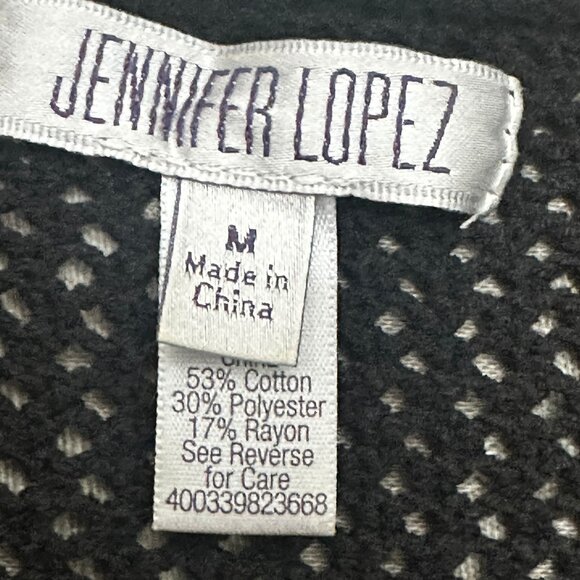 JENNIFER LOPEZ
M
Made in
China
53% Cotton
30% Polyester
17% Rayon
See Reverse
for Care
400339823668